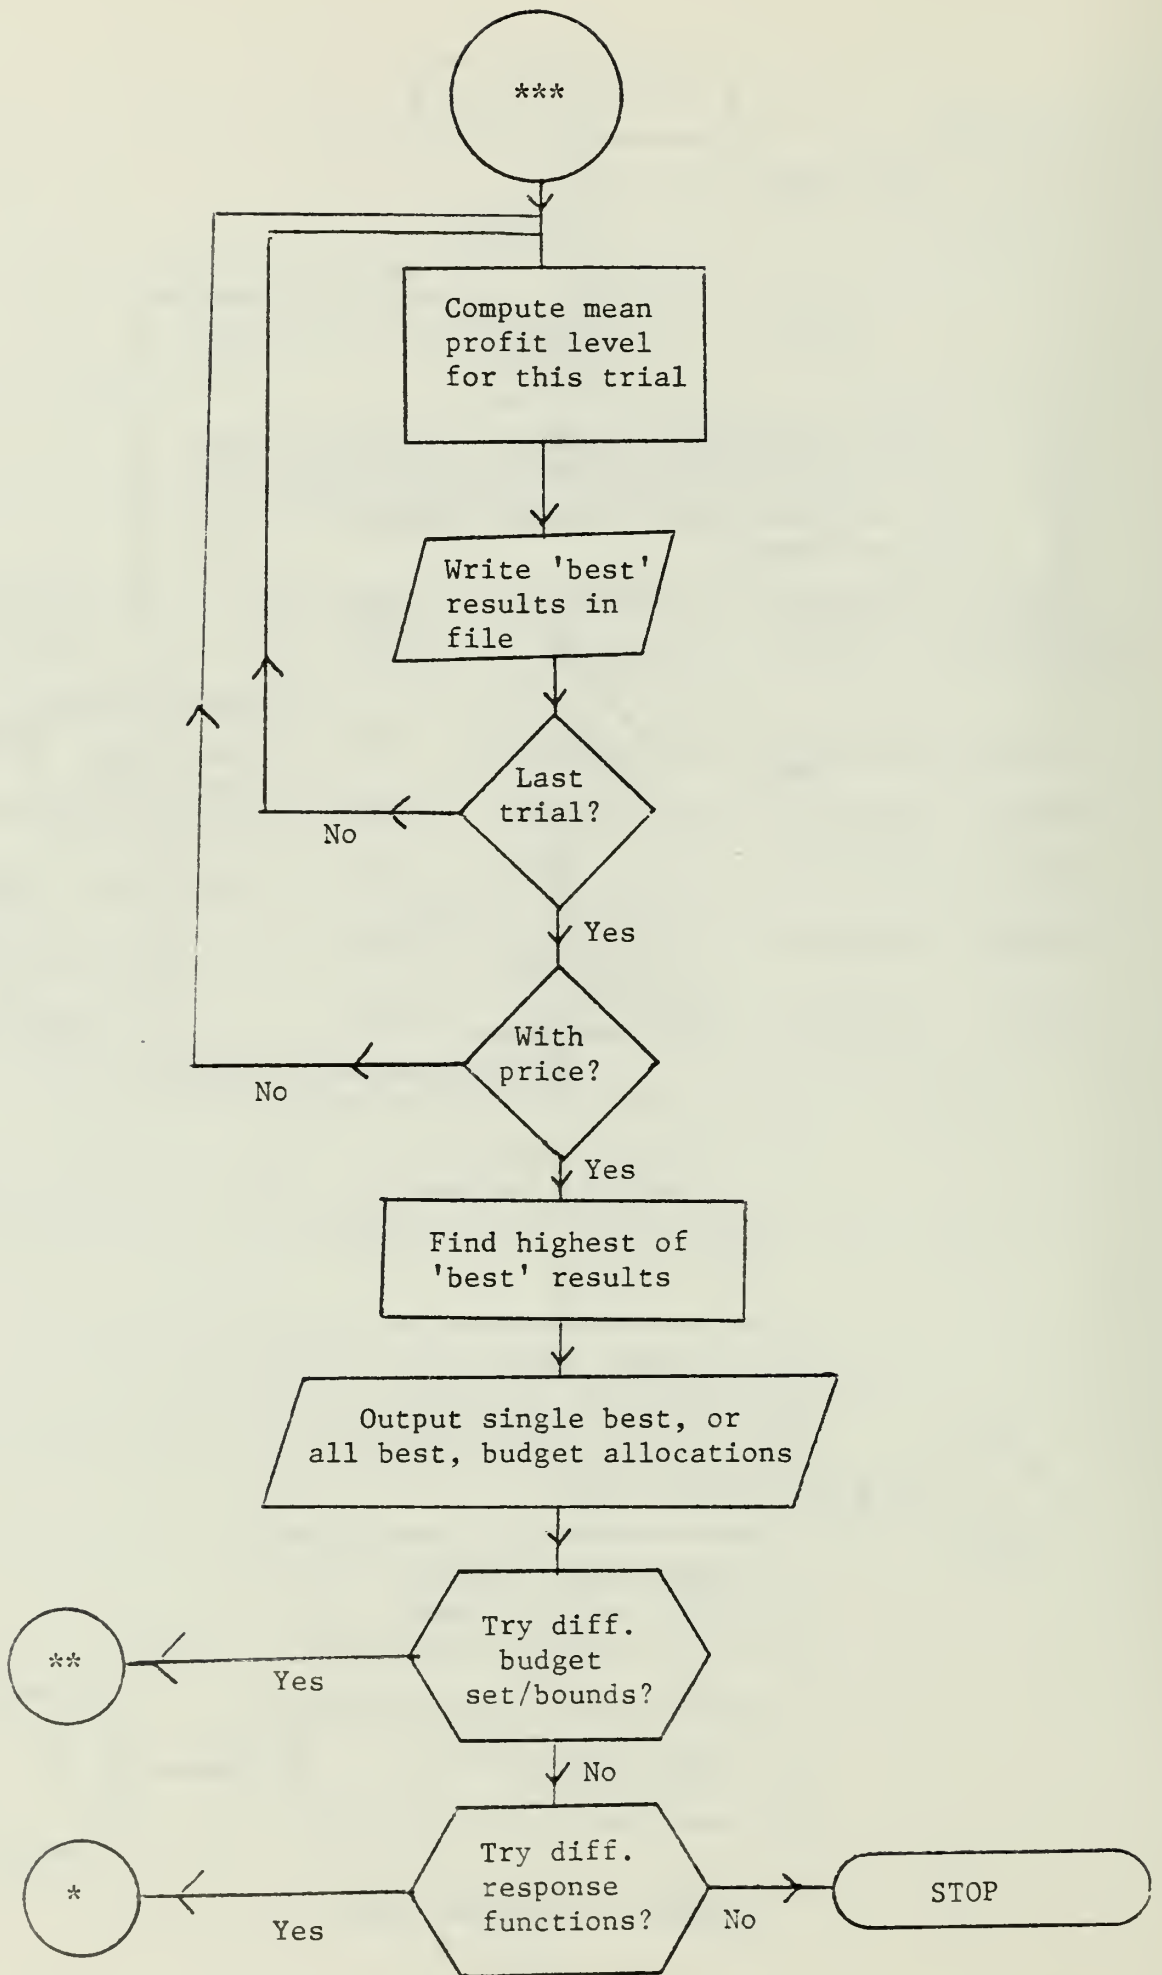 ***
Compute mean
profit level
for this trial
Write 'best'
results in
file
Last
trial?
No
Yes
With
price?
No
Yes
Find highest of
'best' results
Output single best, or
all best, budget allocations
Try diff.
budget
set/bounds?
**
Yes
No
Try diff.
response
functions?
*
Yes
No
STOP